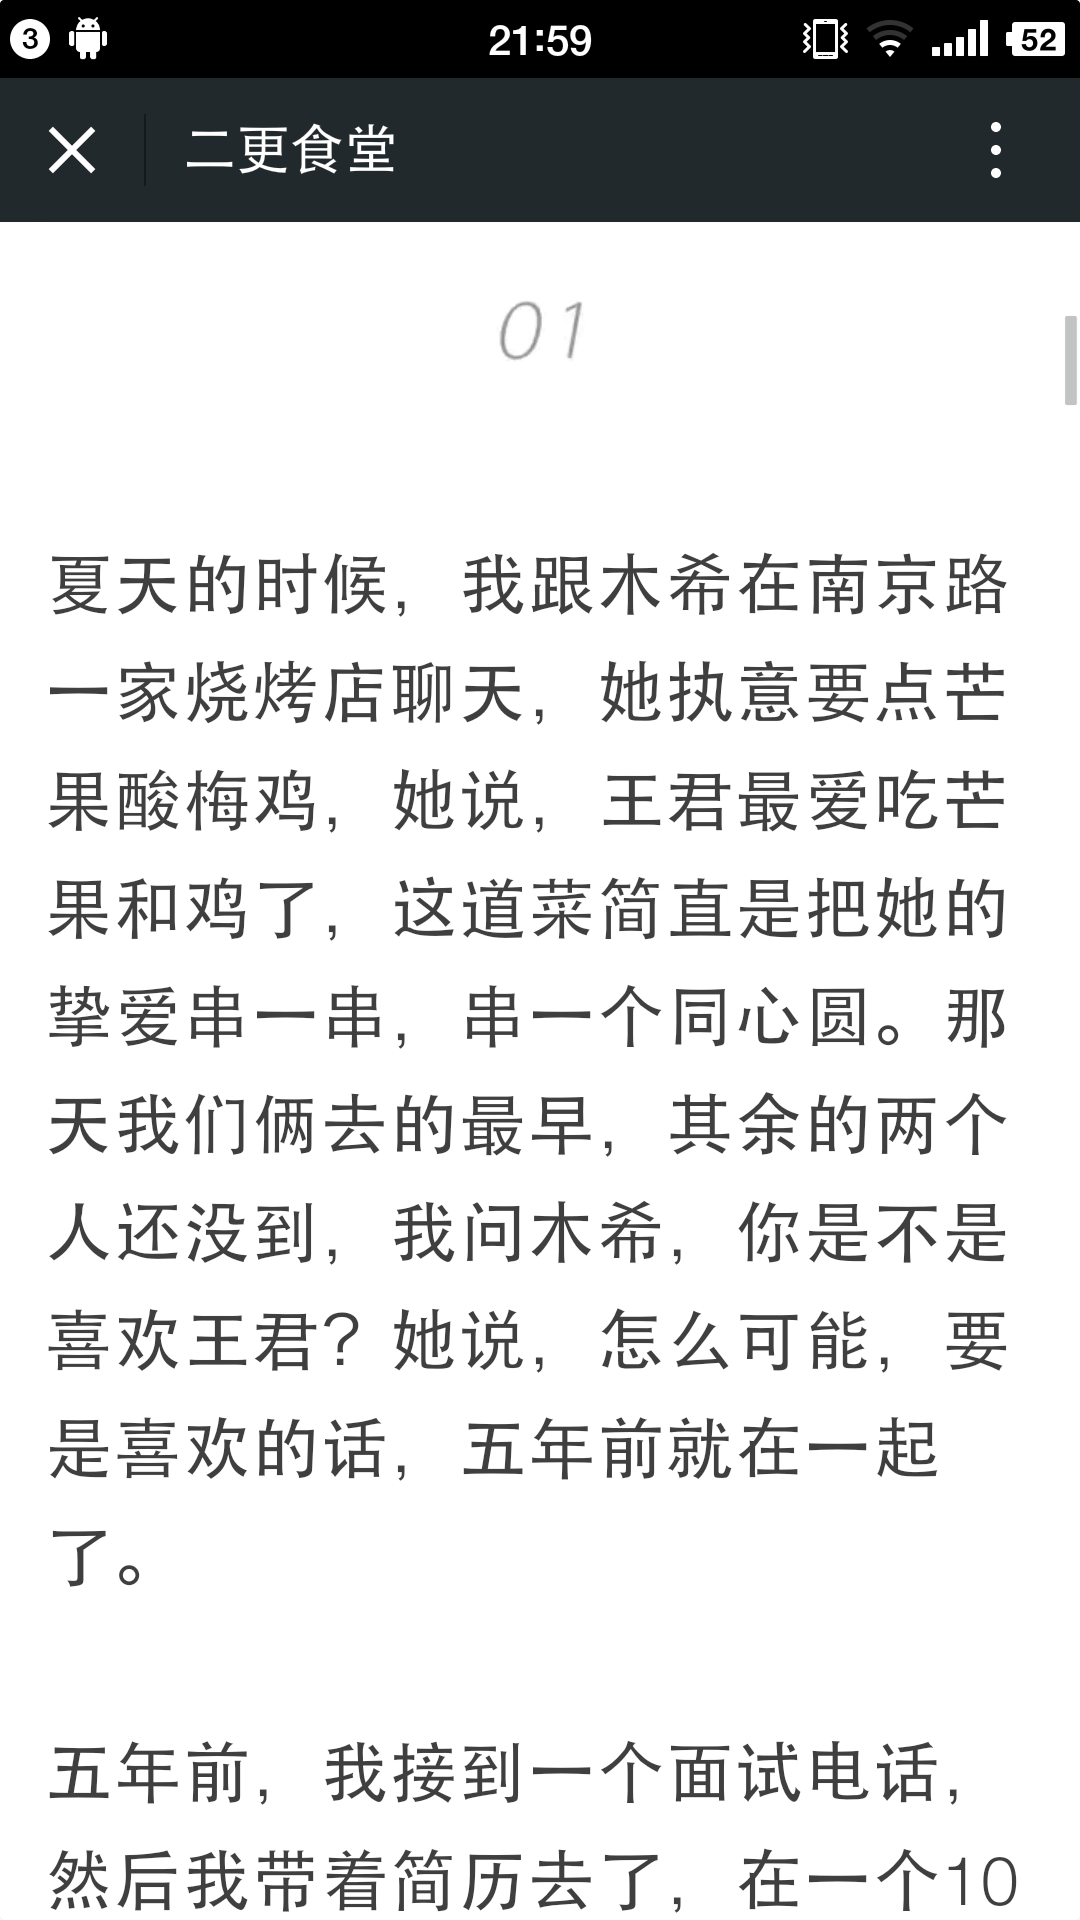 3 21:59 52
二更食堂
01
夏天的时候，我跟木希在南京路
一家烧烤店聊天，她执意要点芒
果酸梅鸡，她说，王君最爱吃芒
果和鸡了，这道菜简直是把她的
挚爱串一串，串一个同心圆。那
天我们俩去的最早，其余的两个
人还没到，我问木希，你是不是
喜欢王君？她说，怎么可能，要
是喜欢的话，五年前就在一起
了。
五年前，我接到一个面试电话，
然后我带着简历去了，在一个10